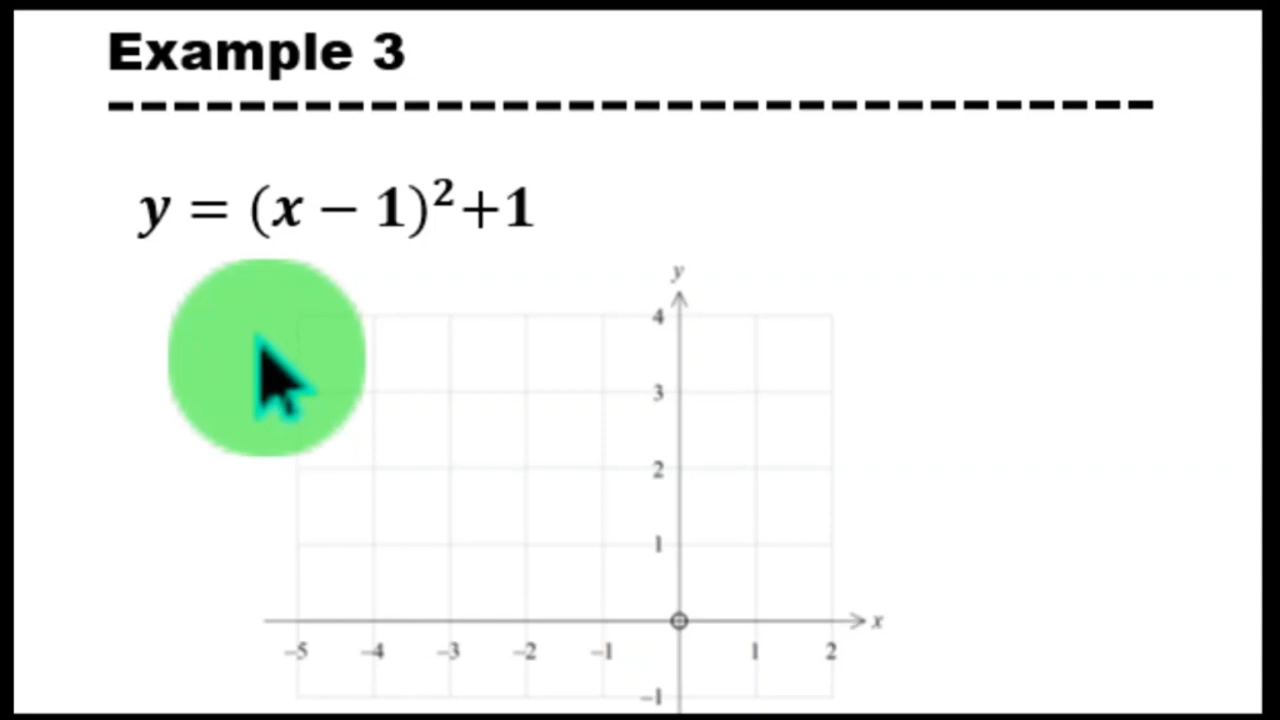 Example 3
y = (x − 1)²+1
y
4
3
2
1
x
−5 −4 −3 −2 −1 1 2
−1